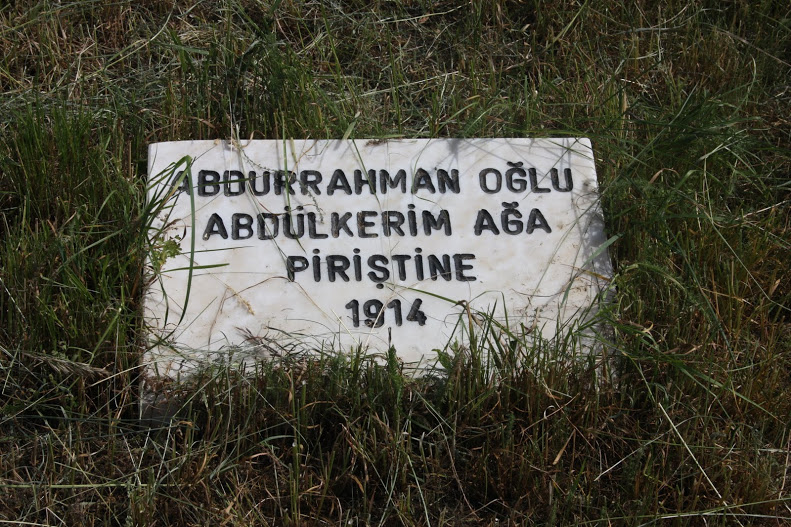 ABDURRAHMAN OĞLU
ABDÜLKERİM AĞA
PİRİŞTİNE
1914